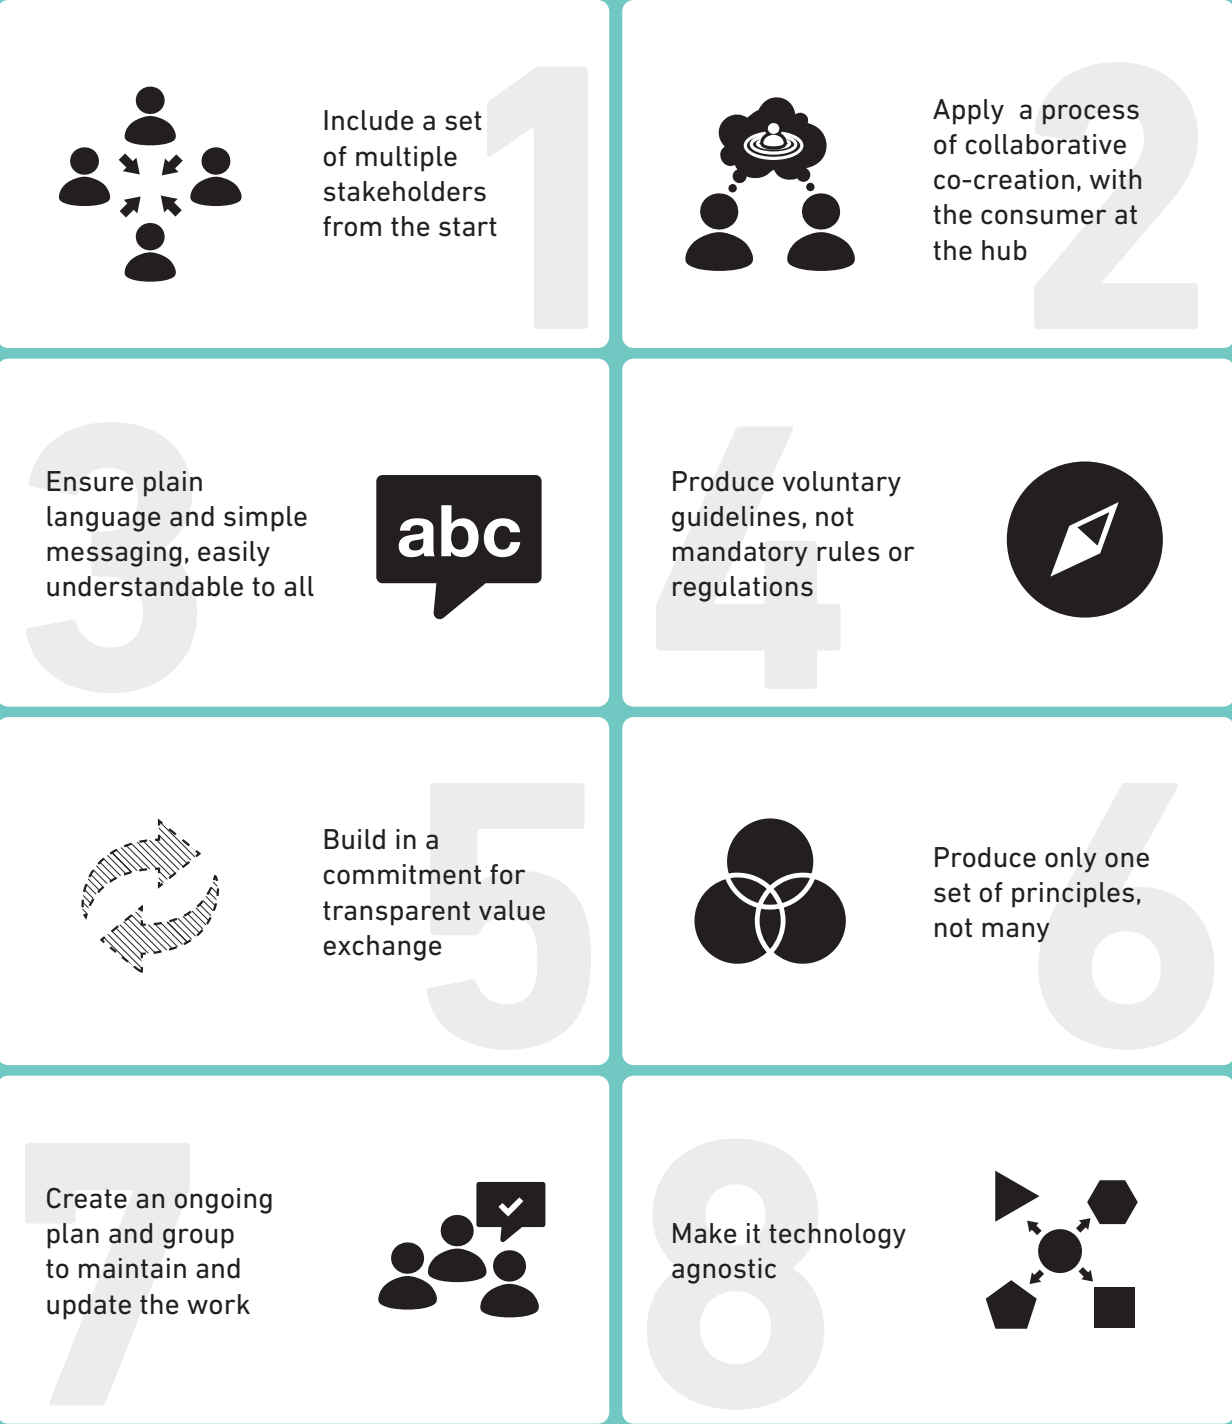 1
Include a set
of multiple
stakeholders
from the start
2
Apply a process
of collaborative
co-creation, with
the consumer at
the hub
3
Ensure plain
language and simple
messaging, easily
understandable to all
abc
4
Produce voluntary
guidelines, not
mandatory rules or
regulations
5
Build in a
commitment for
transparent value
exchange
6
Produce only one
set of principles,
not many
7
Create an ongoing
plan and group
to maintain and
update the work
8
Make it technology
agnostic